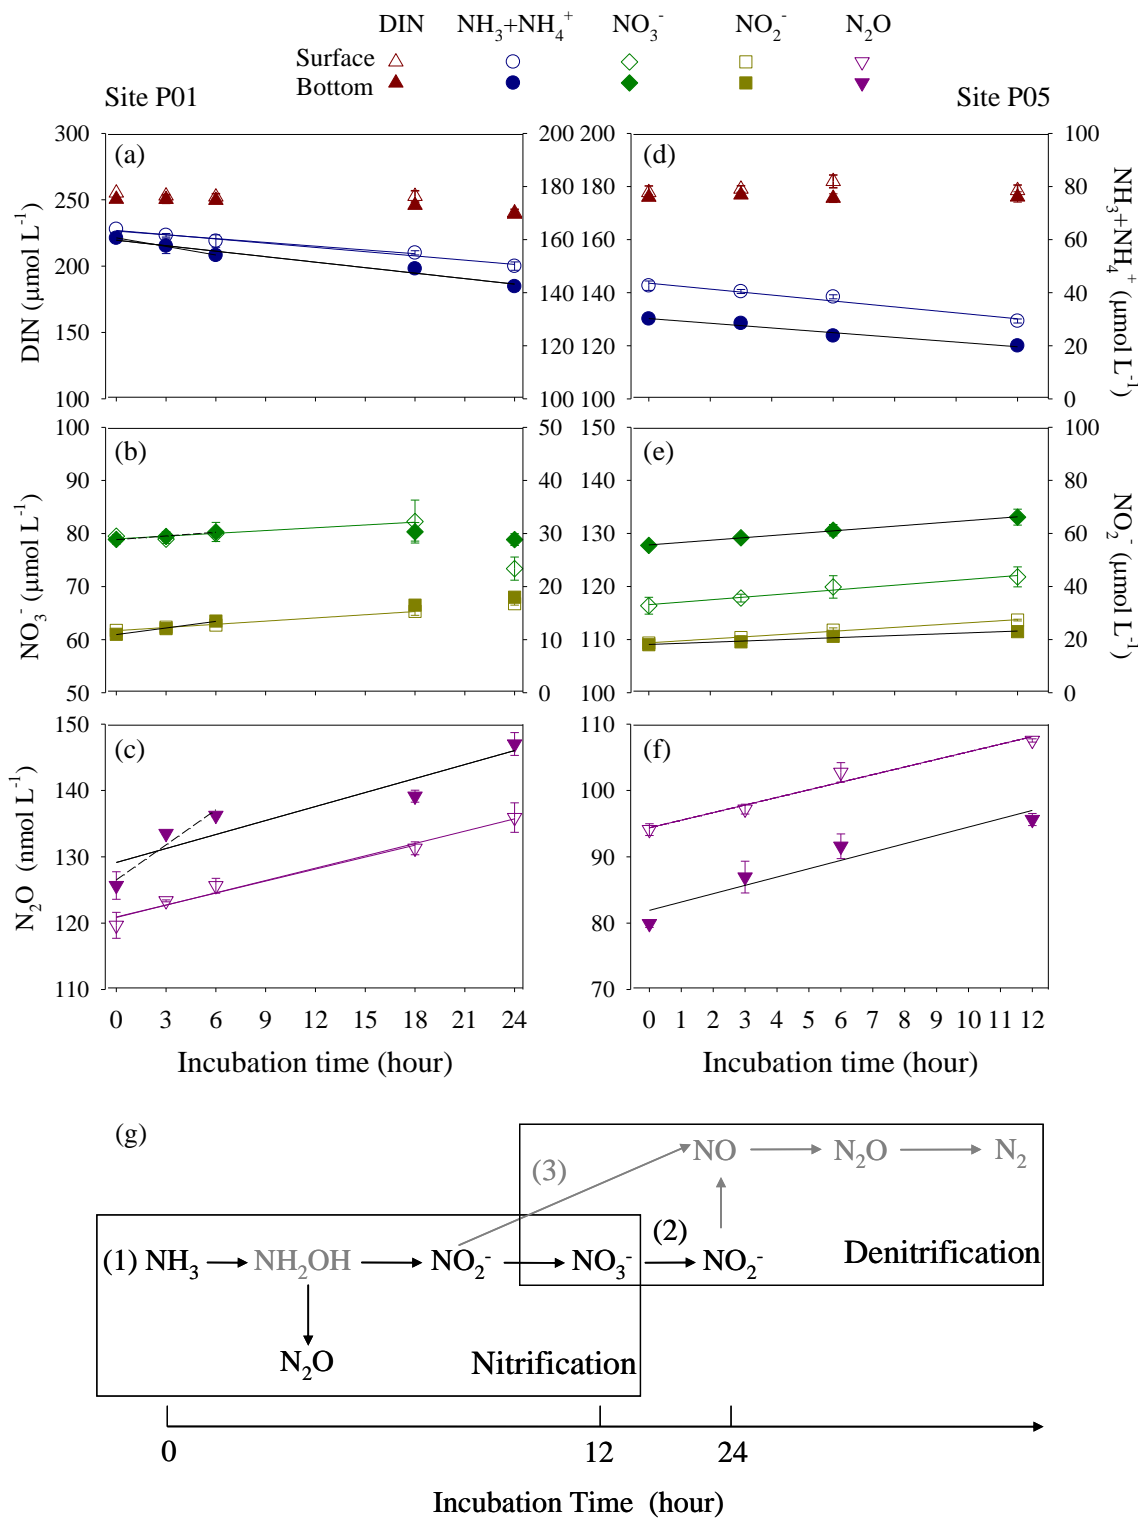 DIN NH₃+NH₄⁺ NO₃⁻ NO₂⁻ N₂O
Surface
Bottom
Site P01 Site P05
(a) (d)
300 200 200 100
250 180 180 80
200 160 160 60
150 140 140 40
120 120 20
100 100 100 0
DIN (μmol L⁻¹)
NH₃+NH₄⁺ (μmol L⁻¹)
(b) (e)
100 50 150 100
90 40 140 80
80 30 130 60
70 20 120 40
60 10 110 20
50 0 100 0
NO₃⁻ (μmol L⁻¹)
NO₂⁻ (μmol L⁻¹)
(c) (f)
150 110
140 100
130 90
120 80
110 70
N₂O (nmol L⁻¹)
0 3 6 9 12 15 18 21 24 0 1 2 3 4 5 6 7 8 9 10 11 12
Incubation time (hour) Incubation time (hour)
(g)
NO N₂O N₂
(3)
(1) NH₃ NH₂OH NO₂⁻ NO₃⁻ (2) NO₂⁻ Denitrification
N₂O Nitrification
0 12 24
Incubation Time (hour)